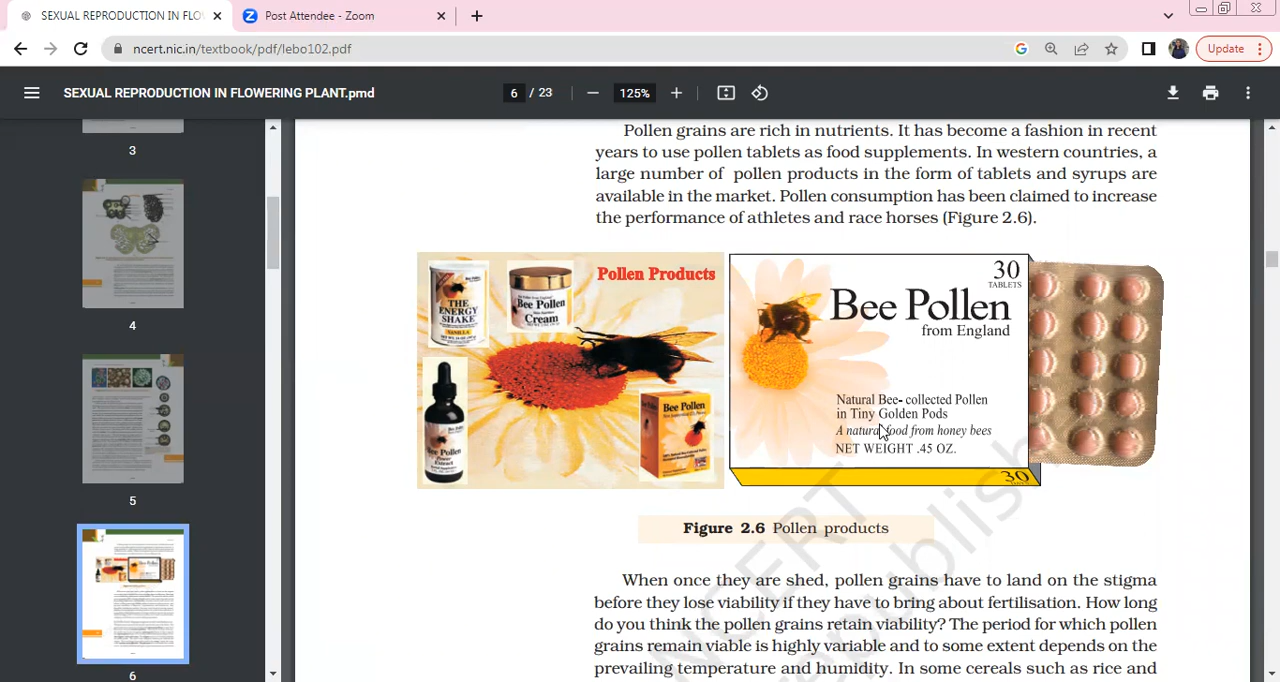 SEXUAL REPRODUCTION IN FLO
Post Attendee - Zoom
ncert.nic.in/textbook/pdf/lebo102.pdf
Update
SEXUAL REPRODUCTION IN FLOWERING PLANT.pmd
6 / 23
125%
3
4
5
6
Pollen grains are rich in nutrients. It has become a fashion in recent
years to use pollen tablets as food supplements. In western countries, a
large number of pollen products in the form of tablets and syrups are
available in the market. Pollen consumption has been claimed to increase
the performance of athletes and race horses (Figure 2.6).
Pollen Products
THE
ENERGY
SHAKE
VANILLA
Bee Pollen
Cream
Bee Pollen
Bee Pollen
Power
Extract
30
TABLETS
Bee Pollen
from England
Natural Bee- collected Pollen
in Tiny Golden Pods
A natural food from honey bees
NET WEIGHT .45 OZ.
30
Figure 2.6 Pollen products
When once they are shed, pollen grains have to land on the stigma
before they lose viability if they have to bring about fertilisation. How long
do you think the pollen grains retain viability? The period for which pollen
grains remain viable is highly variable and to some extent depends on the
prevailing temperature and humidity. In some cereals such as rice and